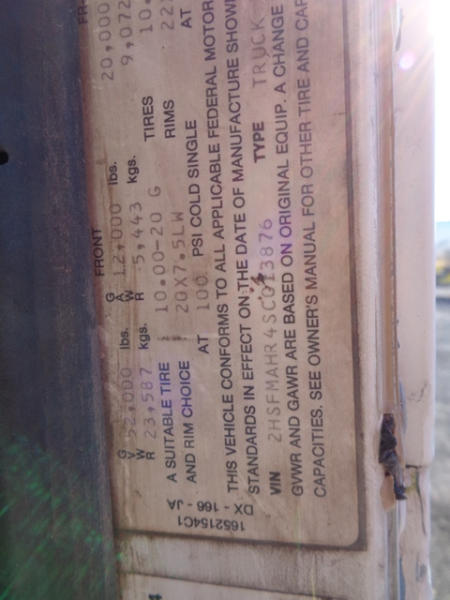 FR
G V W R 52,000 lbs. 23,587 kgs.
FRONT G A W R 12,000 lbs. 5,443 kgs.
20,000
9,072
A SUITABLE TIRE 10.00-20 G TIRES 10.
AND RIM CHOICE 20X7.5LW RIMS
AT 100 PSI COLD SINGLE AT
THIS VEHICLE CONFORMS TO ALL APPLICABLE FEDERAL MOTOR
STANDARDS IN EFFECT ON THE DATE OF MANUFACTURE SHOW
VIN 2HSFMAHR4SC013876 TYPE TRUCK
GVWR AND GAWR ARE BASED ON ORIGINAL EQUIP. A CHANGE
CAPACITIES. SEE OWNER'S MANUAL FOR OTHER TIRE AND CAP
1652154C1
DX - 166 - JA